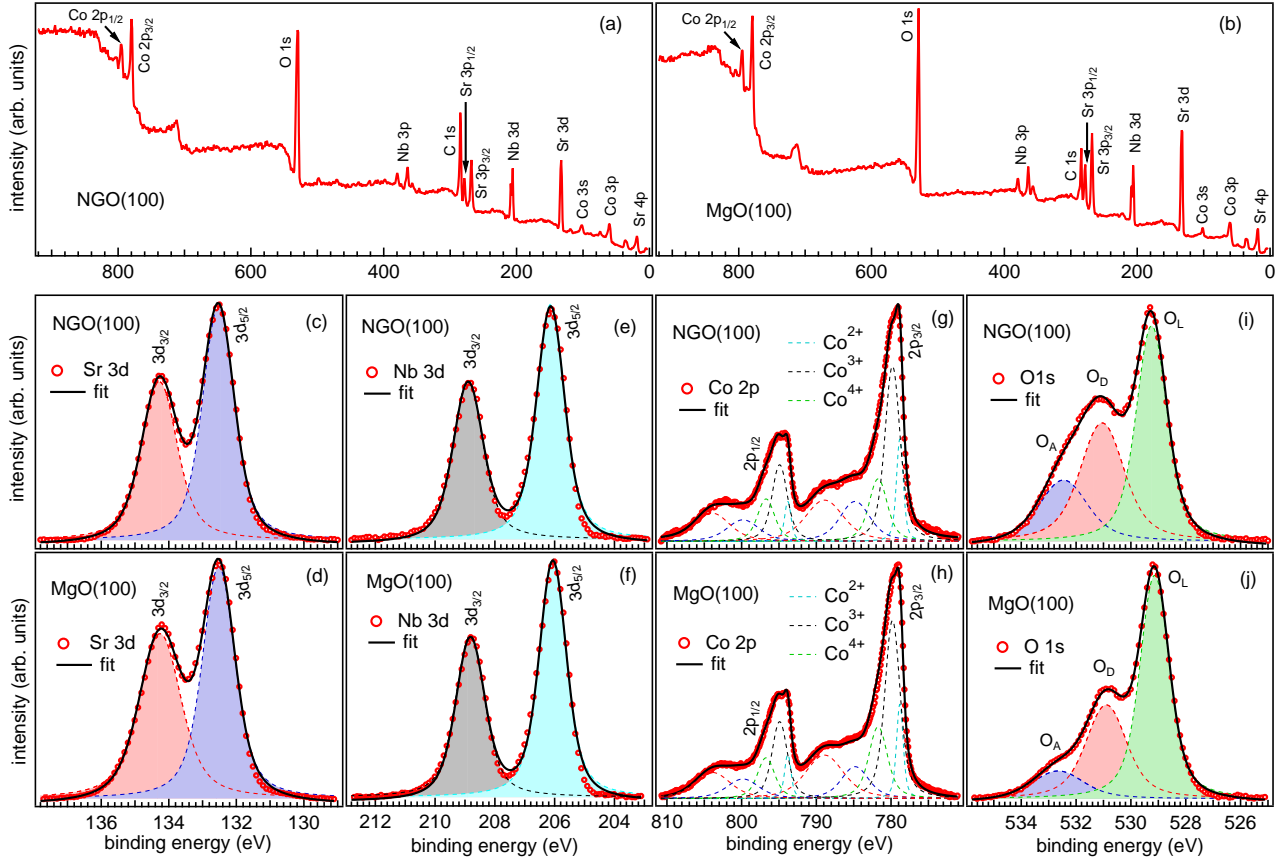 (a)
Co 2p1/2
Co 2p3/2
O 1s
Nb 3p
C 1s
Sr 3p1/2
Sr 3p3/2
Nb 3d
Sr 3d
Co 3s
Co 3p
Sr 4p
NGO(100)
intensity (arb. units)
800 600 400 200 0
(b)
Co 2p1/2
Co 2p3/2
O 1s
Nb 3p
C 1s
Sr 3p1/2
Sr 3p3/2
Nb 3d
Sr 3d
Co 3s
Co 3p
Sr 4p
MgO(100)
800 600 400 200 0
NGO(100)
(c)
Sr 3d
fit
3d3/2
3d5/2
intensity (arb. units)
NGO(100)
(e)
Nb 3d
fit
3d3/2
3d5/2
NGO(100)
(g)
Co 2p
fit
Co2+
Co3+
Co4+
2p1/2
2p3/2
NGO(100)
(i)
O1s
fit
OA
OD
OL
MgO(100)
(d)
Sr 3d
fit
3d3/2
3d5/2
intensity (arb. units)
136 134 132 130
binding energy (eV)
MgO(100)
(f)
Nb 3d
fit
3d3/2
3d5/2
212 210 208 206 204
binding energy (eV)
MgO(100)
(h)
Co 2p
fit
Co2+
Co3+
Co4+
2p1/2
2p3/2
810 800 790 780
binding energy (eV)
MgO(100)
(j)
O 1s
fit
OA
OD
OL
534 531 529 526
binding energy (eV)